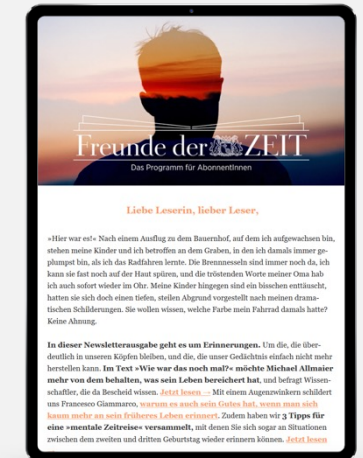 Freunde der ZEIT
Das Programm für AbonnentInnen
Liebe Leserin, lieber Leser,
»Hier war es!« Nach einem Ausflug zu dem Bauernhof, auf dem ich aufgewachsen bin,
stehen meine Kinder und ich betroffen an dem Graben, in den ich damals immer ge-
plumpst bin, als ich das Radfahren lernte. Die Brennnesseln sind immer noch da, ich
kann sie fast noch auf der Haut spüren, und die tröstenden Worte meiner Oma hab
ich auch sofort wieder im Ohr. Meine Kinder hingegen sind ein bisschen enttäuscht,
hatten sie sich doch einen tiefen, steilen Abgrund vorgestellt nach meinen drama-
tischen Schilderungen. Sie wollen wissen, welche Farbe mein Fahrrad damals hatte?
Keine Ahnung.
In dieser Newsletterausgabe geht es um Erinnerungen. Um die, die über-
deutlich in unseren Köpfen bleiben, und die, die unser Gedächtnis einfach nicht mehr
herstellen kann. Im Text »Wie war das noch mal?« möchte Michael Allmaier
mehr von dem behalten, was sein Leben bereichert hat, und befragt Wissen-
schaftler, die da Bescheid wissen. Jetzt lesen → Mit einem Augenzwinkern schildert
uns Francesco Giammarco, warum es auch sein Gutes hat, wenn man sich
kaum mehr an sein früheres Leben erinnert. Zudem haben wir 3 Tipps für
eine »mentale Zeitreise« versammelt, mit denen Sie sich sogar an Situationen
zwischen dem zweiten und dritten Geburtstag wieder erinnern können. Jetzt lesen